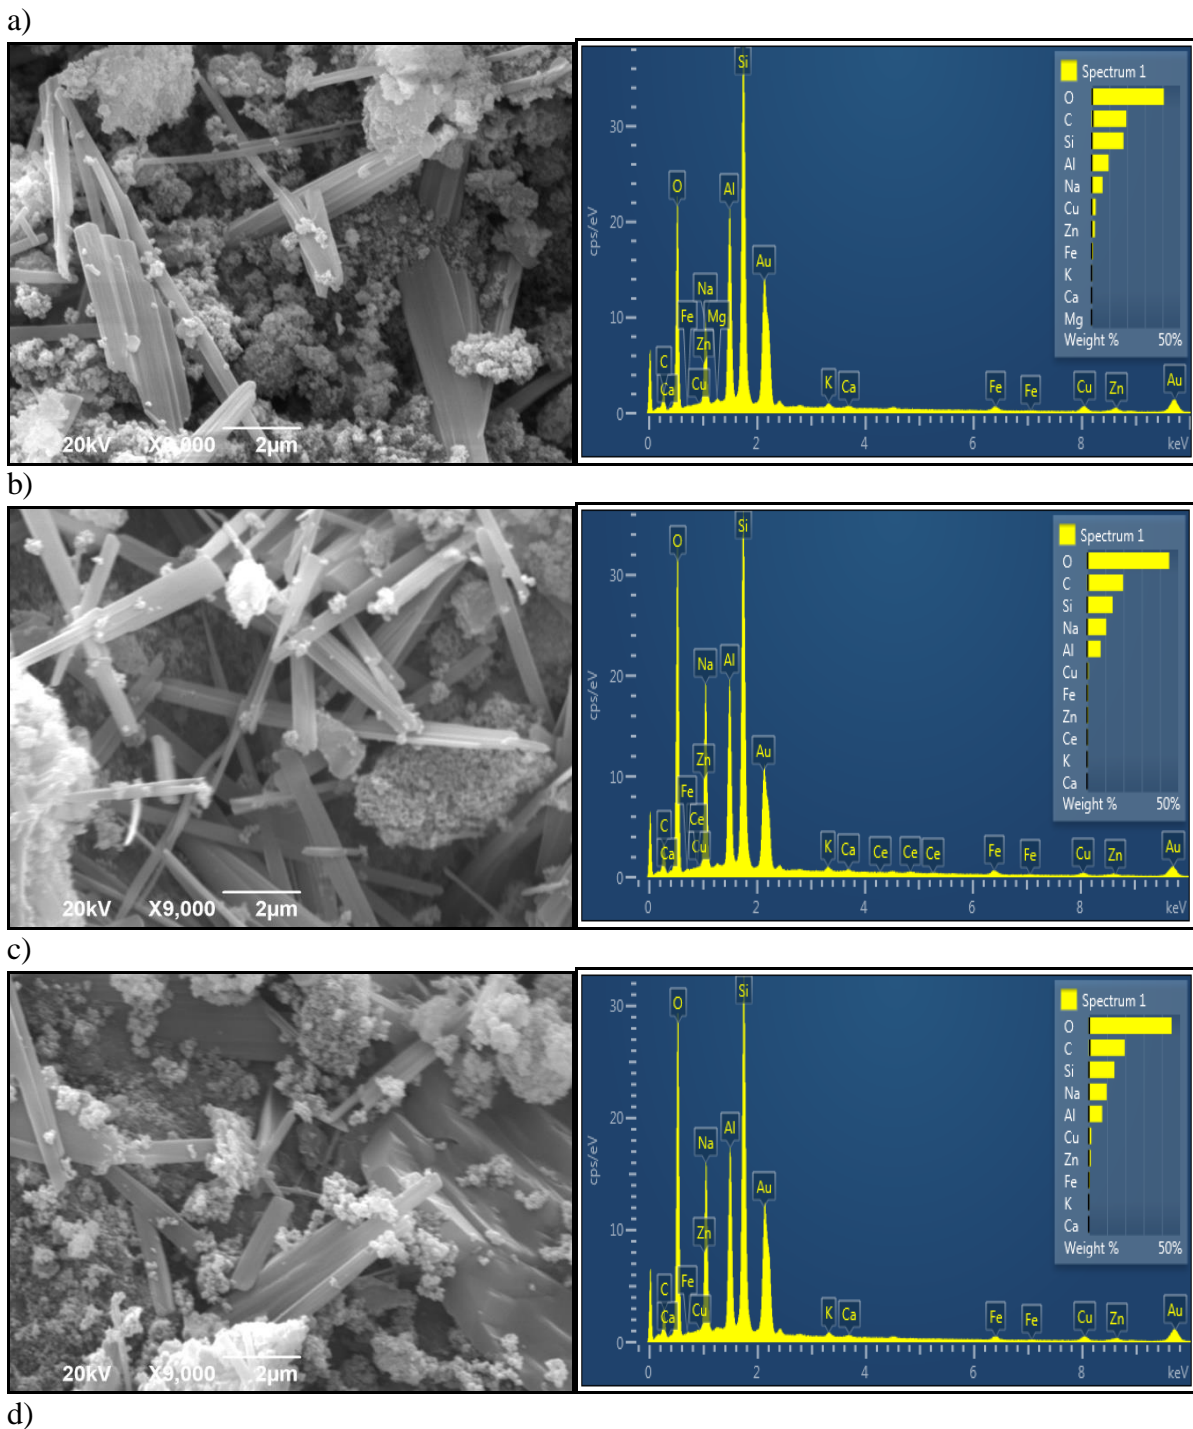 a)
20kV X9,000 2µm
Si
O
Al
Au
Na
Fe
Mg
Zn
C
Ca
Cu
K
Ca
Fe
Fe
Cu
Zn
Au
30
20
10
0
cps/eV
0 2 4 6 8 keV
Spectrum 1
O
C
Si
Al
Na
Cu
Zn
Fe
K
Ca
Mg
Weight % 50%
b)
20kV X9,000 2µm
Si
O
Na
Al
Au
Zn
Fe
Ce
C
Ca
Cu
K
Ca
Ce
Ce
Ce
Fe
Fe
Cu
Zn
Au
30
20
10
0
cps/eV
0 2 4 6 8 keV
Spectrum 1
O
C
Si
Na
Al
Cu
Fe
Zn
Ce
K
Ca
Weight % 50%
c)
20kV X9,000 2µm
Si
O
Na
Al
Au
Zn
Fe
C
Ca
Cu
K
Ca
Fe
Fe
Cu
Zn
Au
30
20
10
0
cps/eV
0 2 4 6 8 keV
Spectrum 1
O
C
Si
Na
Al
Cu
Zn
Fe
K
Ca
Weight % 50%
d)